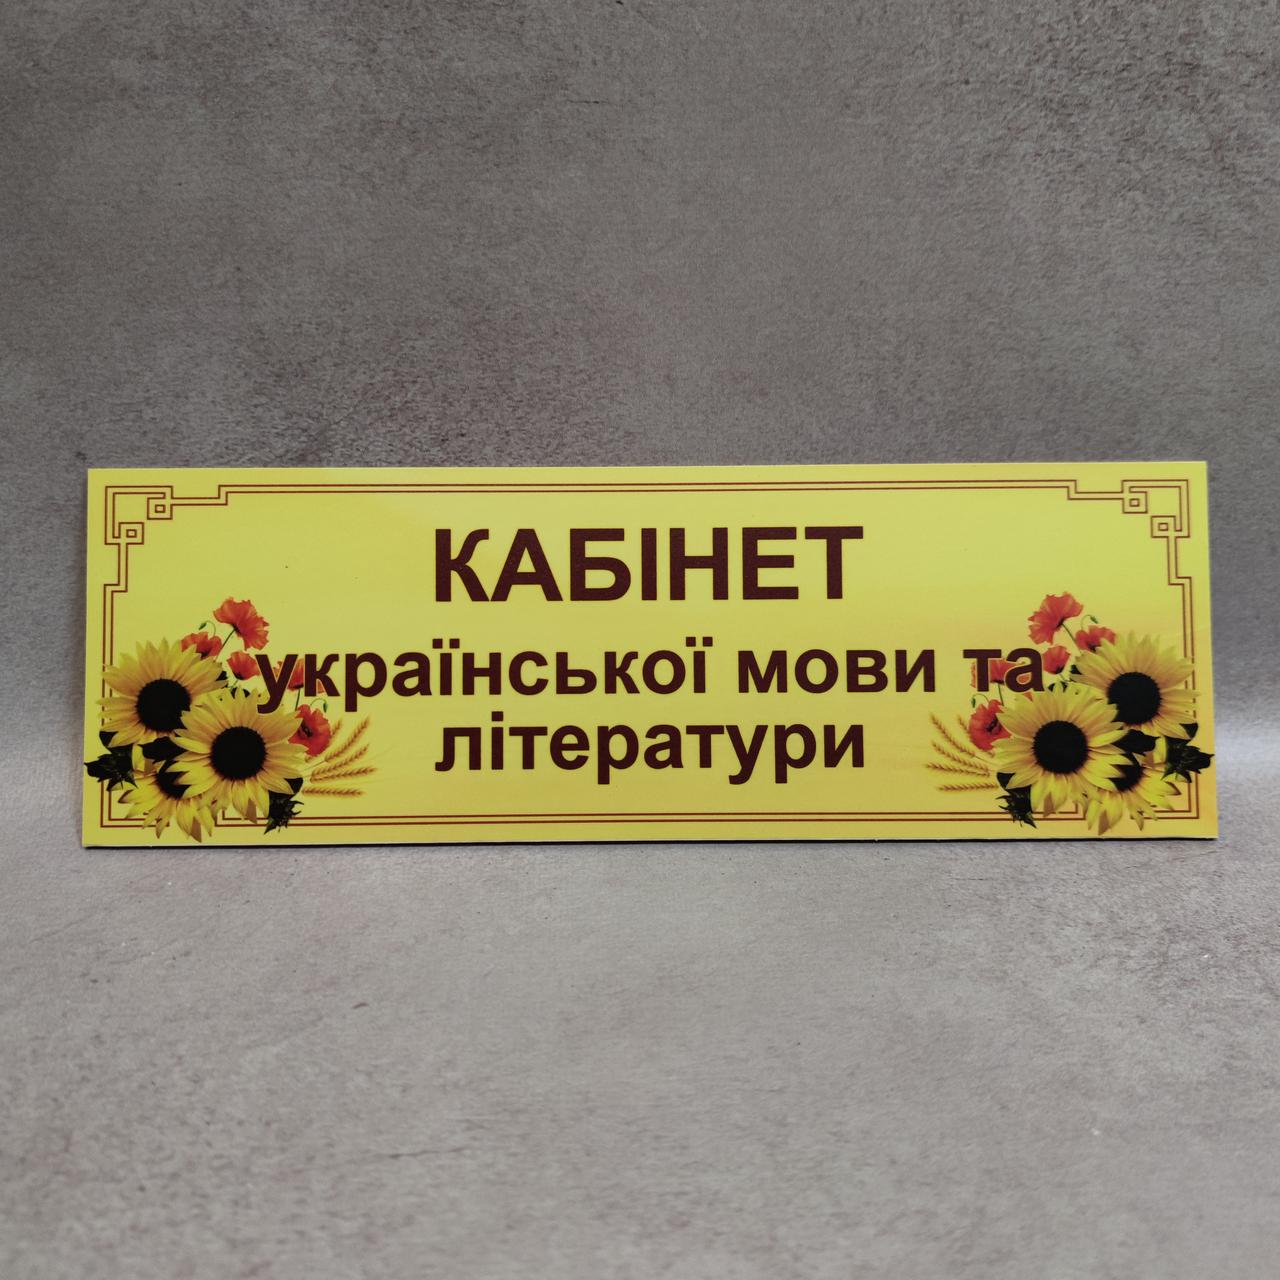 КАБІНЕТ
української мови та
літератури